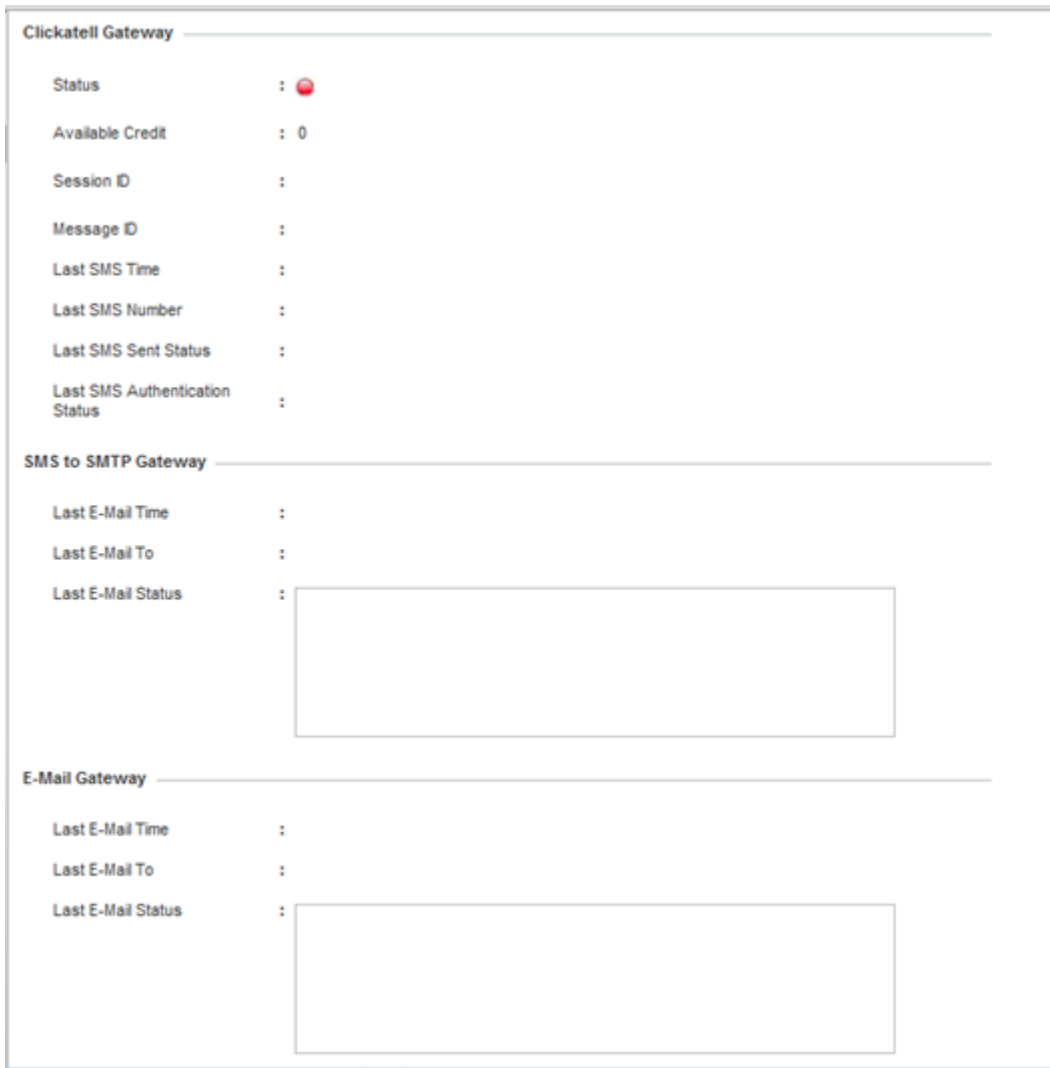 Clickatell Gateway
Status :
Available Credit : 0
Session ID :
Message ID :
Last SMS Time :
Last SMS Number :
Last SMS Sent Status :
Last SMS Authentication
Status :
SMS to SMTP Gateway
Last E-Mail Time :
Last E-Mail To :
Last E-Mail Status :
E-Mail Gateway
Last E-Mail Time :
Last E-Mail To :
Last E-Mail Status :